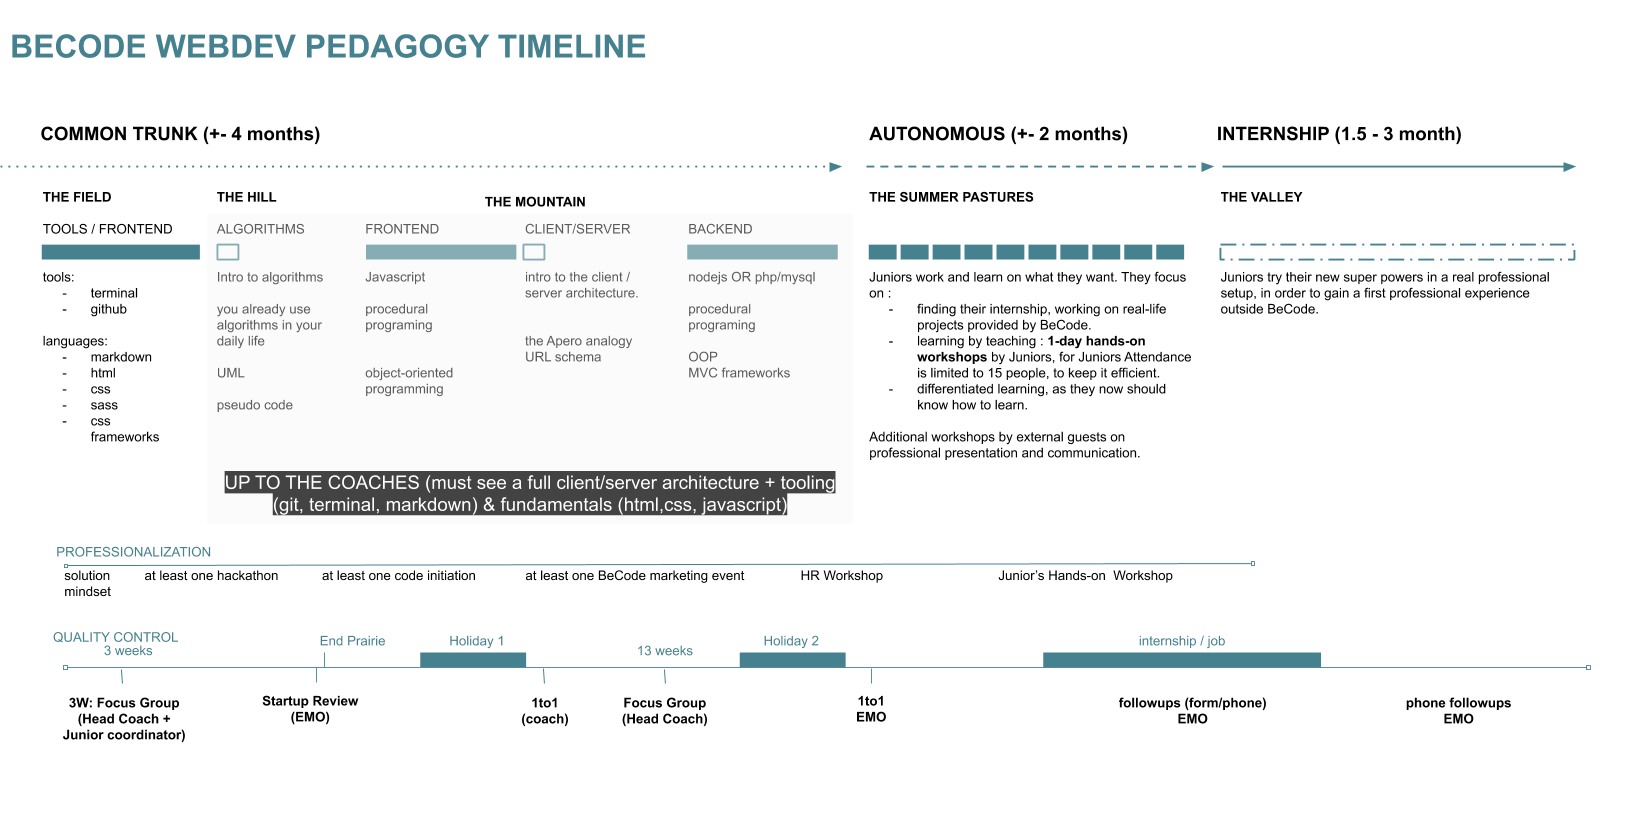 BECODE WEBDEV PEDAGOGY TIMELINE
COMMON TRUNK (+- 4 months)
AUTONOMOUS (+- 2 months)
INTERNSHIP (1.5 - 3 month)
THE FIELD
THE HILL
THE MOUNTAIN
THE SUMMER PASTURES
THE VALLEY
TOOLS / FRONTEND
tools:
- terminal
- github
languages:
- markdown
- html
- css
- sass
- css
frameworks
ALGORITHMS
Intro to algorithms
you already use
algorithms in your
daily life
UML
pseudo code
FRONTEND
Javascript
procedural
programing
object-oriented
programming
CLIENT/SERVER
intro to the client /
server architecture.
the Apero analogy
URL schema
BACKEND
nodejs OR php/mysql
procedural
programing
OOP
MVC frameworks
UP TO THE COACHES (must see a full client/server architecture + tooling
(git, terminal, markdown) & fundamentals (html,css, javascript)
Juniors work and learn on what they want. They focus
on :
- finding their internship, working on real-life
projects provided by BeCode.
- learning by teaching : 1-day hands-on
workshops by Juniors, for Juniors Attendance
is limited to 15 people, to keep it efficient.
- differentiated learning, as they now should
know how to learn.
Additional workshops by external guests on
professional presentation and communication.
Juniors try their new super powers in a real professional
setup, in order to gain a first professional experience
outside BeCode.
PROFESSIONALIZATION
solution
mindset
at least one hackathon
at least one code initiation
at least one BeCode marketing event
HR Workshop
Junior's Hands-on Workshop
QUALITY CONTROL
3 weeks
End Prairie
Holiday 1
13 weeks
Holiday 2
internship / job
3W: Focus Group
(Head Coach +
Junior coordinator)
Startup Review
(EMO)
1to1
(coach)
Focus Group
(Head Coach)
1to1
EMO
followups (form/phone)
EMO
phone followups
EMO